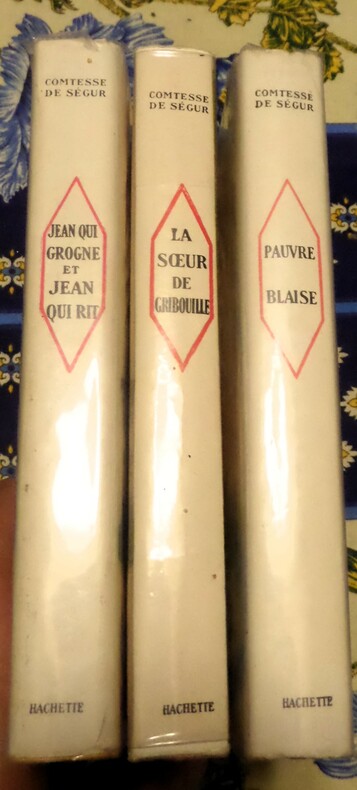 COMTESSE
DE SÉGUR
JEAN QUI
GROGNE
ET
JEAN
QUI RIT
HACHETTE
COMTESSE
DE SÉGUR
LA
SŒUR
DE
GRIBOUILLE
HACHETTE
COMTESSE
DE SÉGUR
PAUVRE
BLAISE
HACHETTE